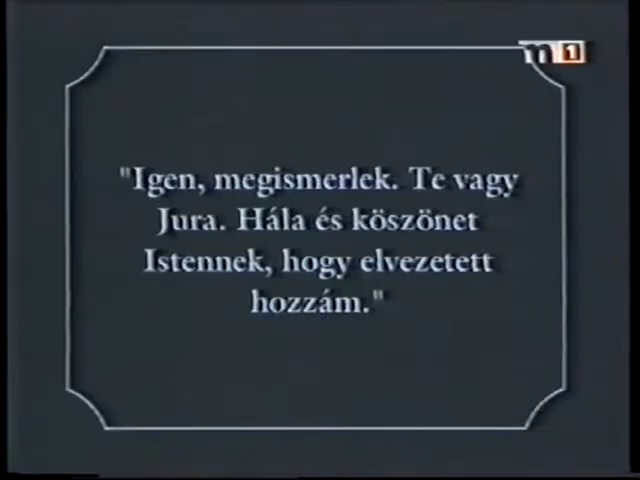 m1
"Igen, megismerlek. Te vagy
Jura. Hála és köszönet
Istennek, hogy elvezetett
hozzám."